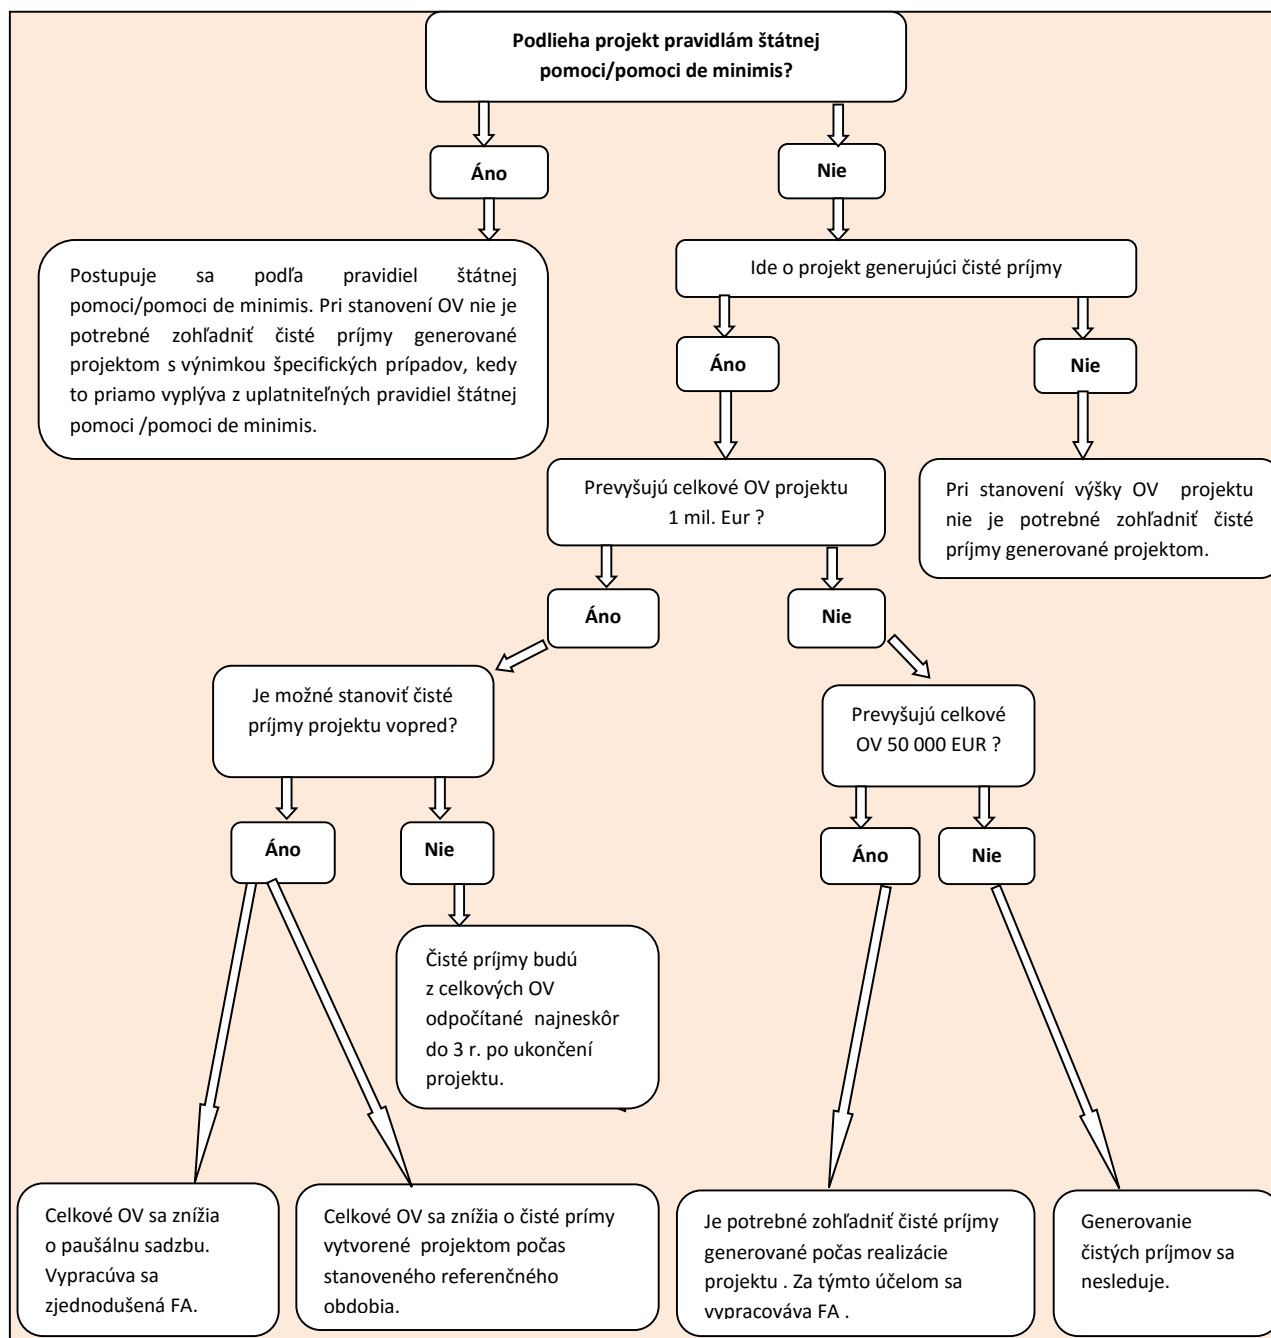 Podlieha projekt pravidlám štátnej
pomoci/pomoci de minimis?
Áno
Nie
Postupuje sa podľa pravidiel štátnej
pomoci/pomoci de minimis. Pri stanovení OV nie je
potrebné zohľadniť čisté príjmy generované
projektom s výnimkou špecifických prípadov, kedy
to priamo vyplýva z uplatniteľných pravidiel štátnej
pomoci /pomoci de minimis.
Ide o projekt generujúci čisté príjmy
Áno
Nie
Prevyšujú celkové OV projektu
1 mil. Eur ?
Pri stanovení výšky OV projektu
nie je potrebné zohľadniť čisté
príjmy generované projektom.
Áno
Nie
Je možné stanoviť čisté
príjmy projektu vopred?
Prevyšujú celkové
OV 50 000 EUR ?
Áno
Nie
Áno
Nie
Čisté príjmy budú
z celkových OV
odpočítané najneskôr
do 3 r. po ukončení
projektu.
Celkové OV sa znížia
o paušálnu sadzbu.
Vypracúva sa
zjednodušená FA.
Celkové OV sa znížia o čisté prímy
vytvorené projektom počas
stanoveného referenčného
obdobia.
Je potrebné zohľadniť čisté príjmy
generované počas realizácie
projektu . Za týmto účelom sa
vypracováva FA .
Generovanie
čistých príjmov sa
nesleduje.